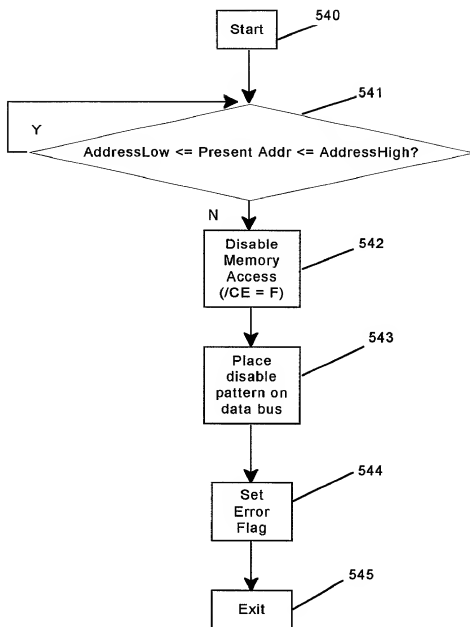 540
Start
541
Y
AddressLow <= Present Addr <= AddressHigh?
N
Disable
Memory
Access
(/CE = F)
542
Place
disable
pattern on
data bus
543
Set
Error
Flag
544
Exit
545